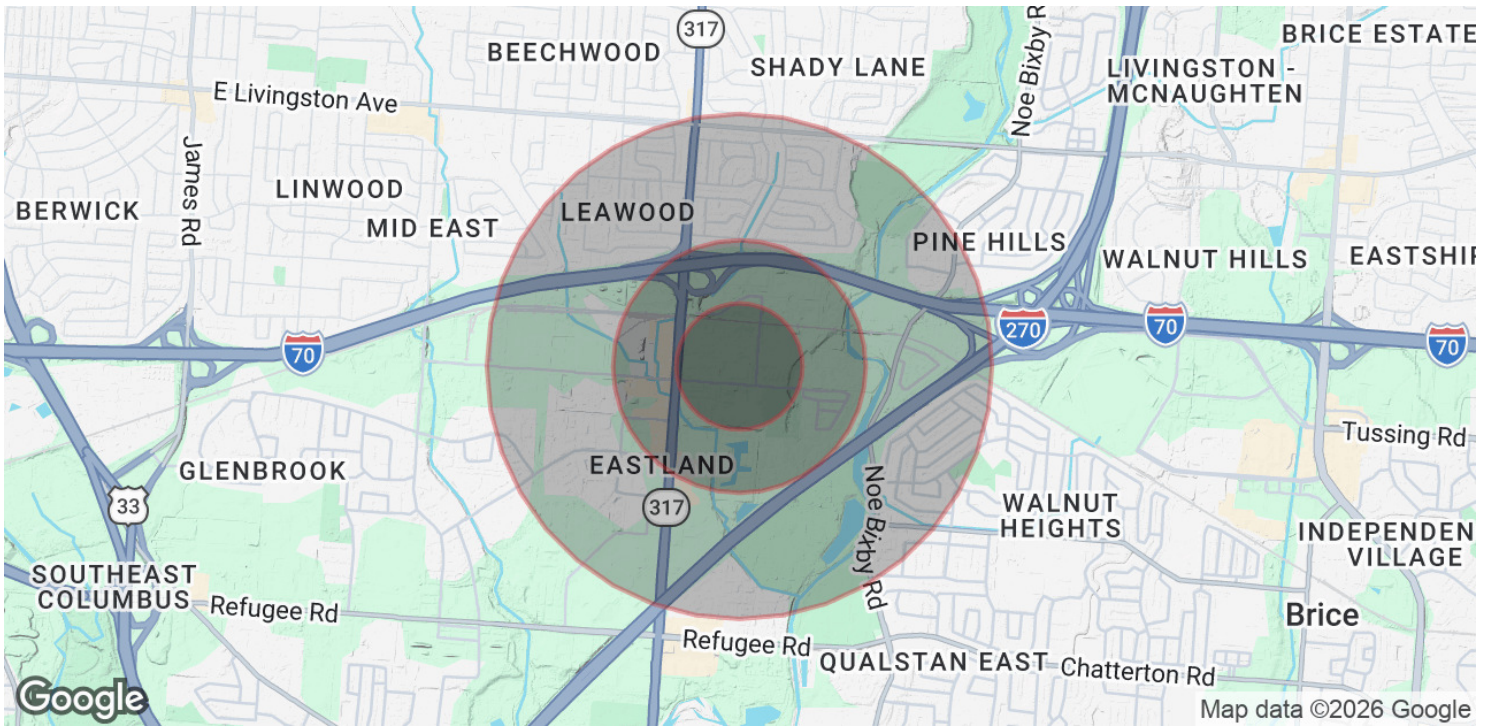 317
BEECHWOOD
SHADY LANE
Noe Bixby R
BRICE ESTATE
LIVINGSTON -
MCNAUGHTEN
E Livingston Ave
James Rd
LINWOOD
BERWICK
MID EAST
LEAWOOD
PINE HILLS
WALNUT HILLS
EASTSHIR
270
70
70
70
Tussing Rd
GLENBROOK
EASTLAND
317
33
Noe Bixby Rd
WALNUT
HEIGHTS
INDEPENDEN
VILLAGE
SOUTHEAST
COLUMBUS
Refugee Rd
Brice
Refugee Rd
QUALSTAN EAST
Chatterton Rd
Google
Map data ©2026 Google